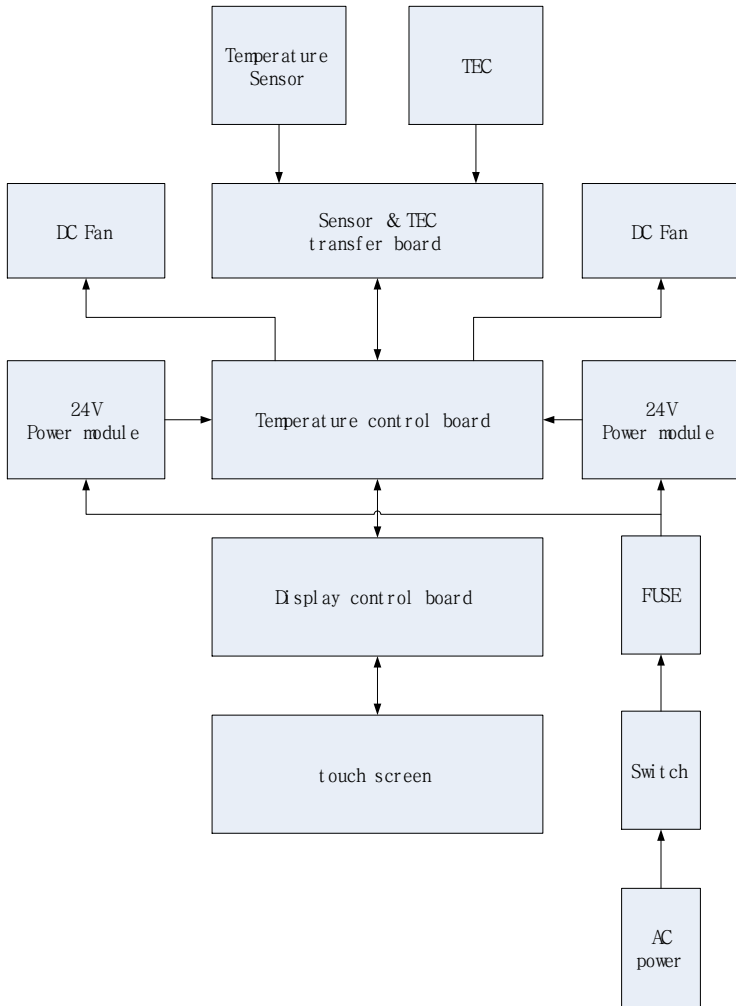 Temperature
Sensor
TEC
DC Fan
Sensor & TEC
transfer board
DC Fan
24V
Power module
Temperature control board
24V
Power module
Display control board
FUSE
touch screen
Switch
AC
power